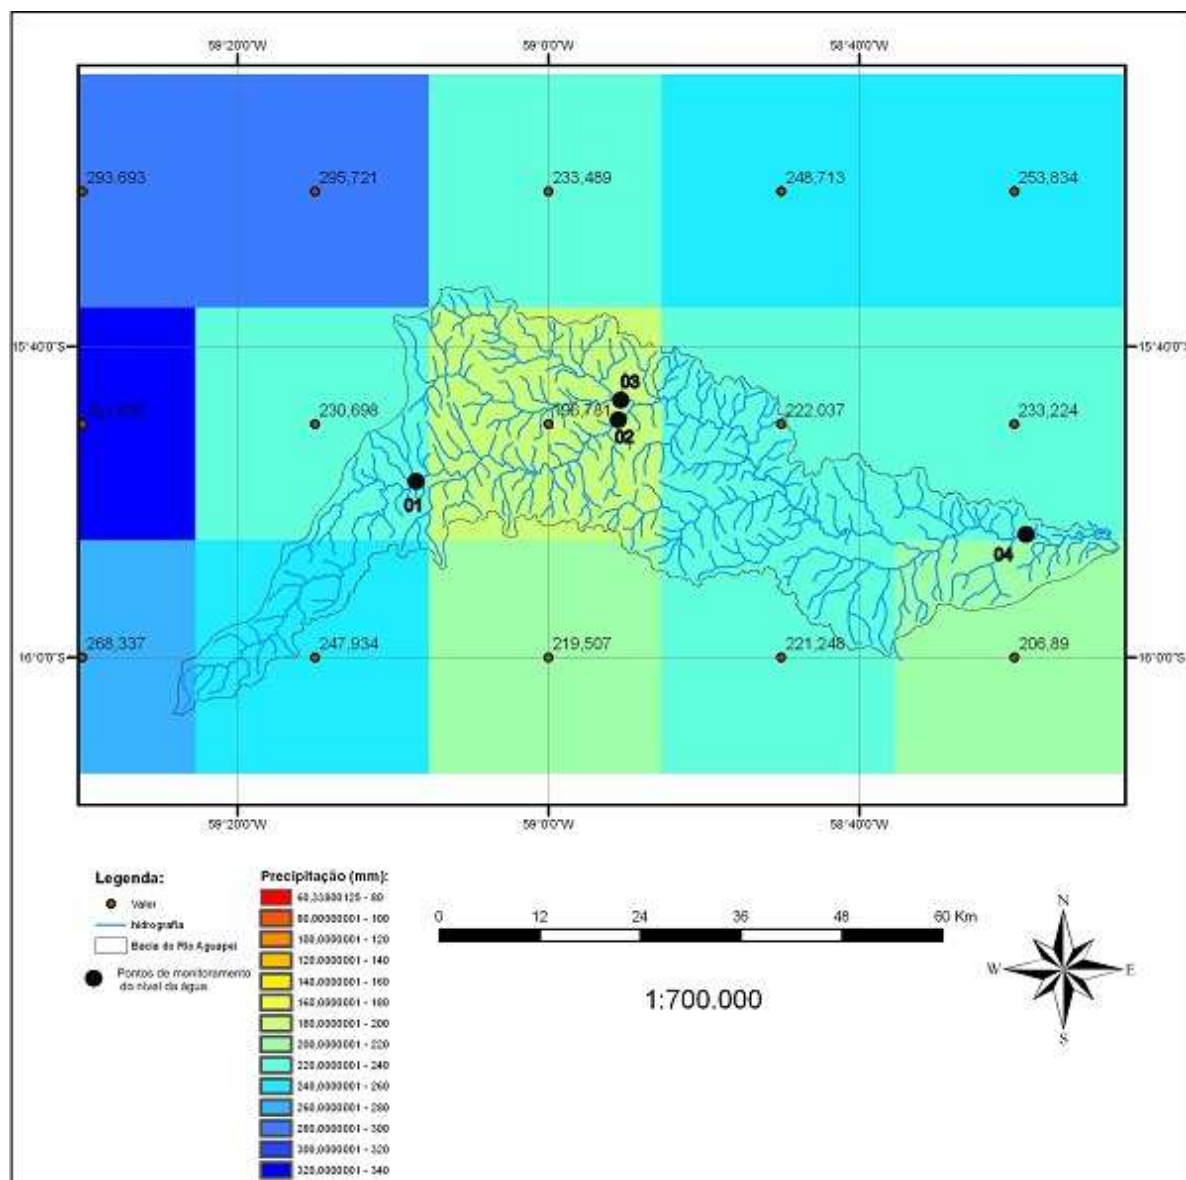 59°20'0"W 59°0'0"W 58°40'0"W
293,693 295,721 233,489 248,713 253,834
15°40'0"S 15°40'0"S
03
230,698 196,781 222,037 233,224
02
01
04
268,337 247,934 219,507 221,248 206,89
16°0'0"S 16°0'0"S
59°20'0"W 59°0'0"W 58°40'0"W
Legenda:
Valor
hidrografia
Bacia do Rio Aguapeí
Pontos de monitoramento
do nível da água
Precipitação (mm):
60,33800125 - 80
80,00000001 - 100
100,0000001 - 120
120,0000001 - 140
140,0000001 - 160
160,0000001 - 180
180,0000001 - 200
200,0000001 - 220
220,0000001 - 240
240,0000001 - 260
260,0000001 - 280
280,0000001 - 300
300,0000001 - 320
320,0000001 - 340
0 12 24 36 48 60 Km
1:700.000
N
W E
S